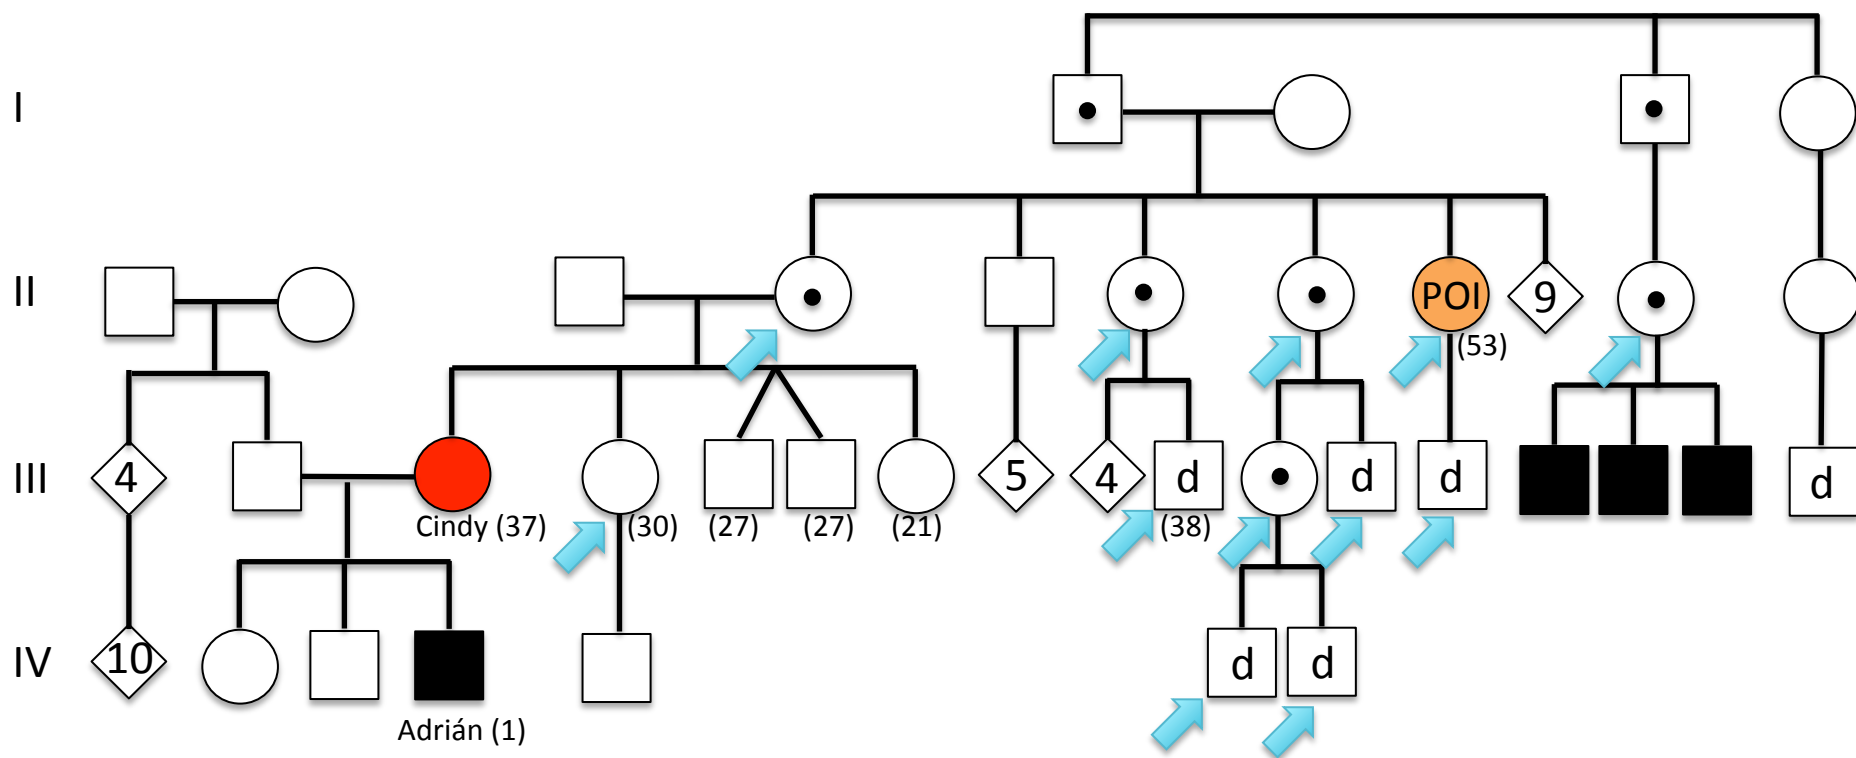 I
II
POI
9
(53)
III
4
5
4
d
d
d
d
Cindy (37)
(30)
(27)
(27)
(21)
(38)
IV
10
d
d
Adrián (1)